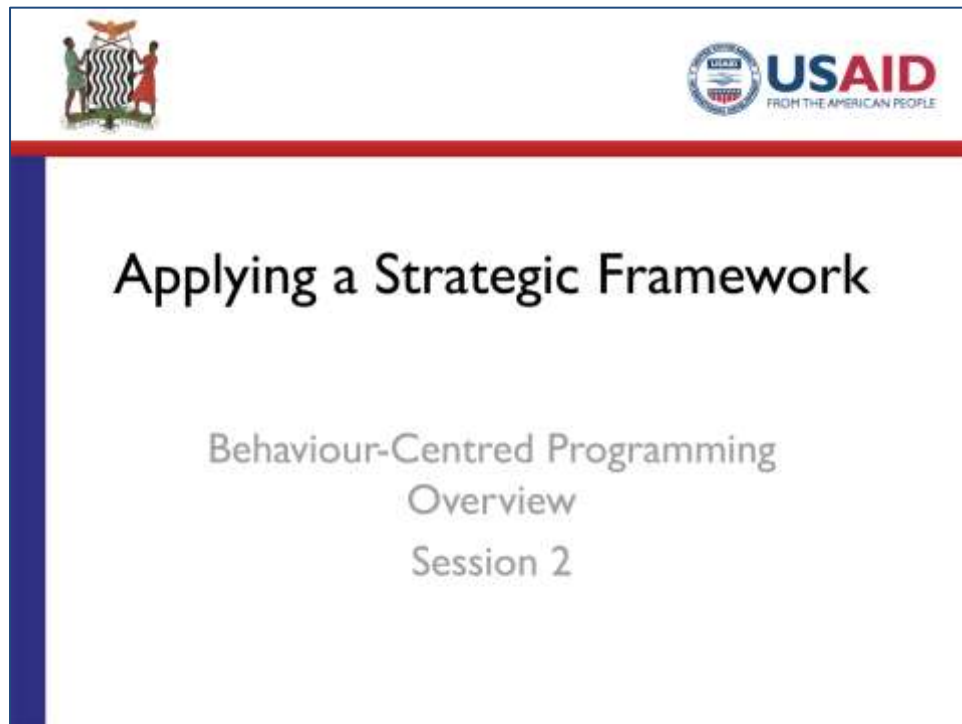 USAID
FROM THE AMERICAN PEOPLE
Applying a Strategic Framework
Behaviour-Centred Programming
Overview
Session 2